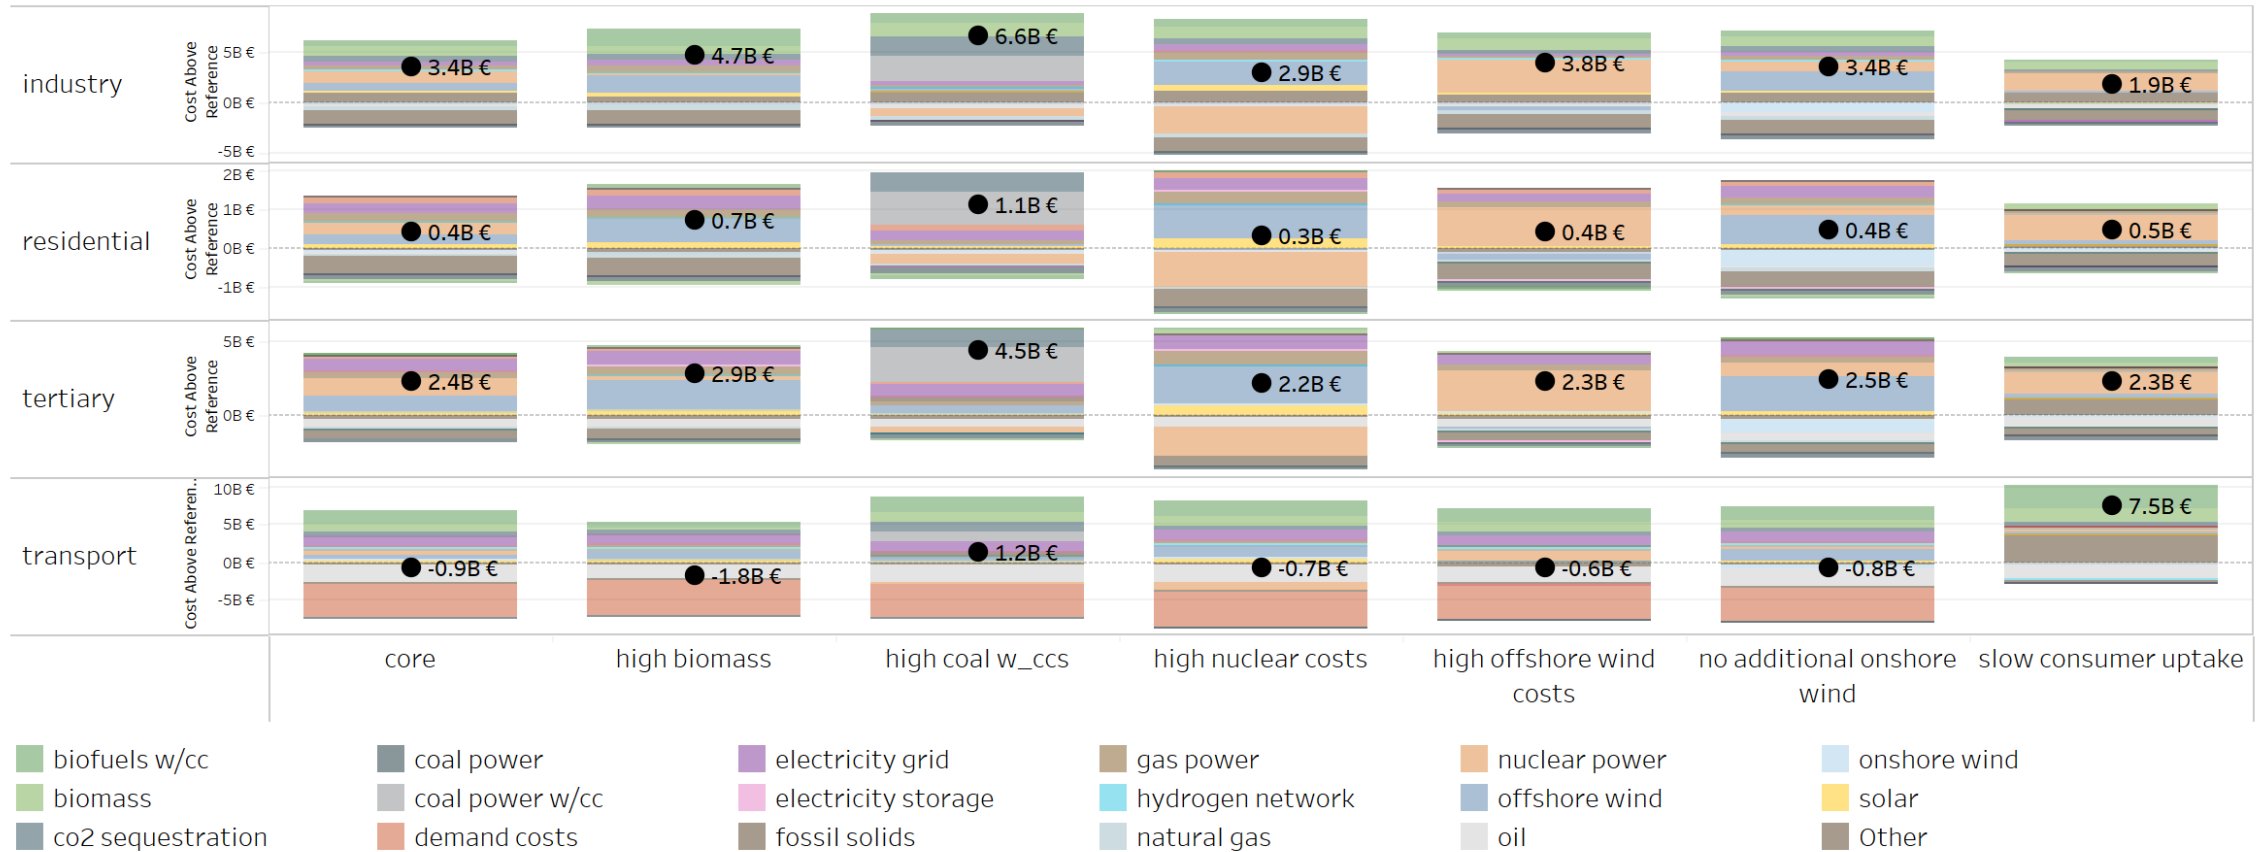 industry
Cost Above
Reference
5B €
0B €
-5B €
3.4B €
4.7B €
6.6B €
2.9B €
3.8B €
3.4B €
1.9B €
residential
Cost Above
Reference
2B €
1B €
0B €
-1B €
0.4B €
0.7B €
1.1B €
0.3B €
0.4B €
0.4B €
0.5B €
tertiary
Cost Above
Reference
5B €
0B €
2.4B €
2.9B €
4.5B €
2.2B €
2.3B €
2.5B €
2.3B €
transport
Cost Above Referen..
10B €
5B €
0B €
-5B €
-0.9B €
-1.8B €
1.2B €
-0.7B €
-0.6B €
-0.8B €
7.5B €
core
high biomass
high coal w_ccs
high nuclear costs
high offshore wind
costs
no additional onshore
wind
slow consumer uptake
biofuels w/cc
coal power
electricity grid
gas power
nuclear power
onshore wind
biomass
coal power w/cc
electricity storage
hydrogen network
offshore wind
solar
co2 sequestration
demand costs
fossil solids
natural gas
oil
Other